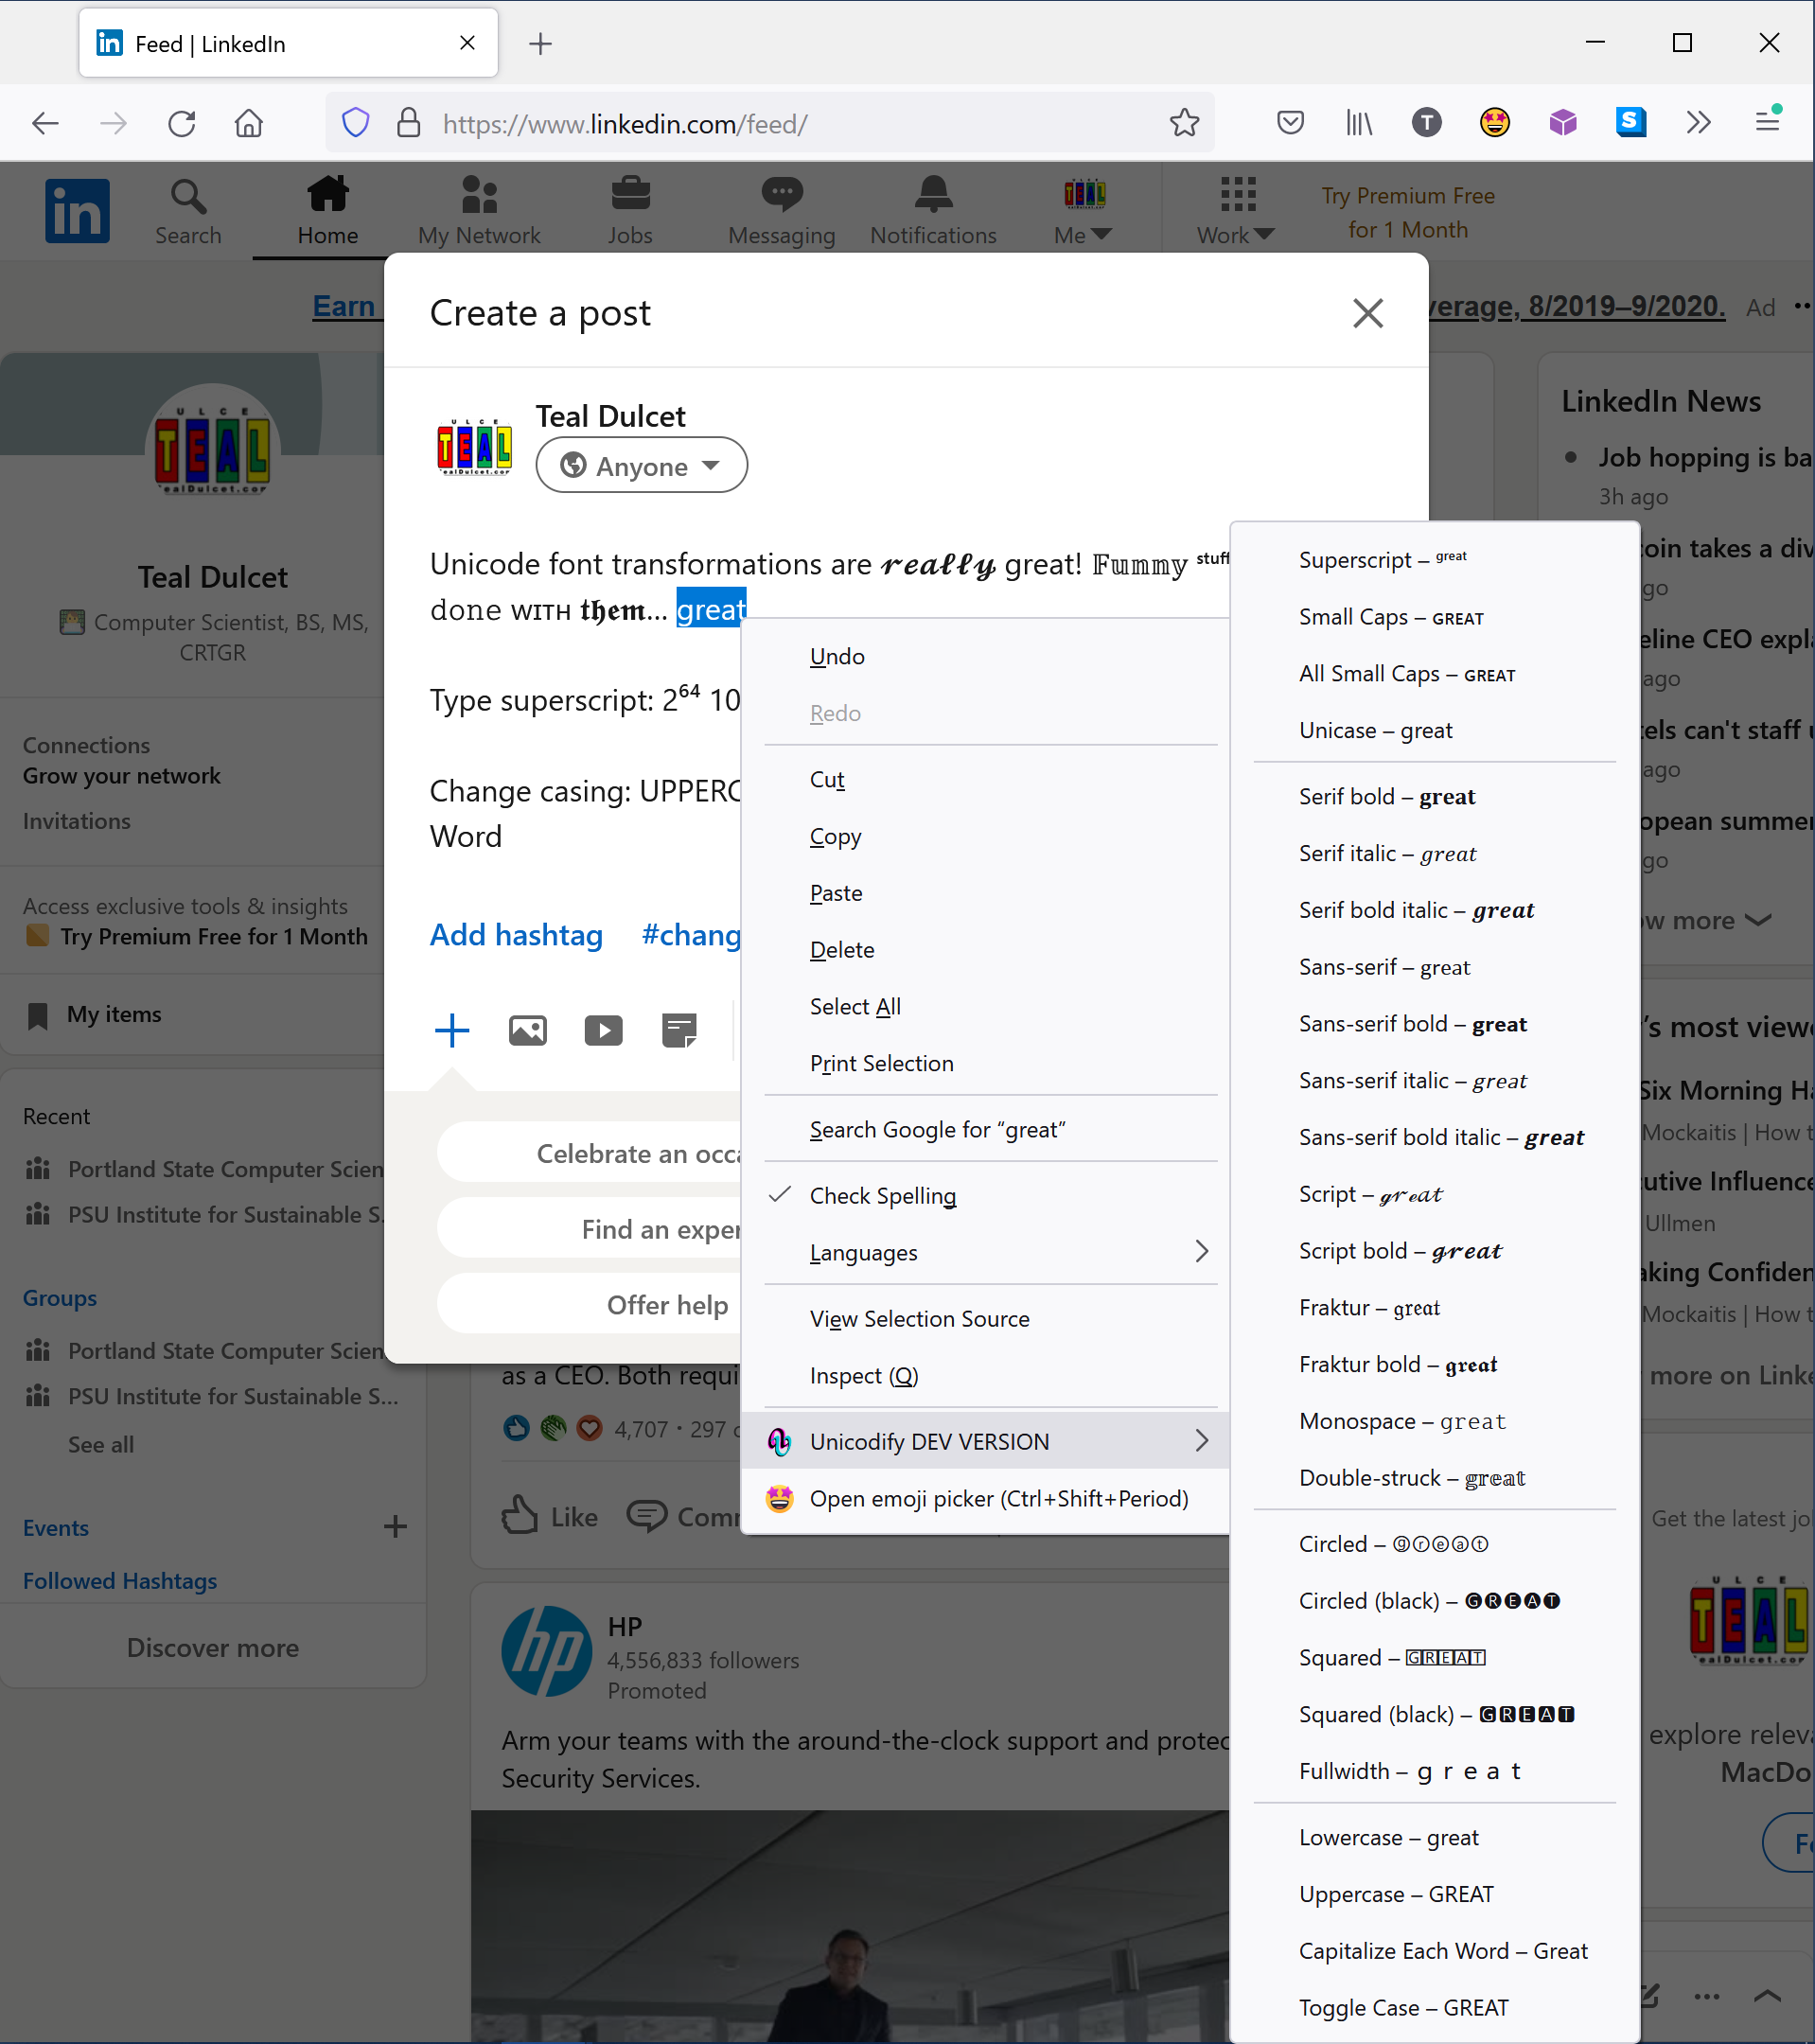 Feed | LinkedIn
https://www.linkedin.com/feed/
T
S
in
Search
Home
My Network
Jobs
Messaging
Notifications
Me
Work
Try Premium Free
for 1 Month
Earn
verage, 8/2019–9/2020.
Ad
Create a post
Teal Dulcet
Anyone
Unicode font transformations are 𝓻𝓮𝓪𝓵𝓵𝔂 great! 𝔽𝕦𝕞𝕞𝕪 ˢᵗᵘᶠᶠ
done ᴡɪᴛʜ 𝖙𝖍𝖊𝖒… great
Type superscript: 2⁶⁴ 10
Change casing: UPPERC
Word
Add hashtag
#chang
Celebrate an occa
Find an exper
Offer help
Undo
Redo
Cut
Copy
Paste
Delete
Select All
Print Selection
Search Google for “great”
Check Spelling
Languages
View Selection Source
Inspect (Q)
Unicodify DEV VERSION
Open emoji picker (Ctrl+Shift+Period)
Superscript – ᵍʳᵉᵃᵗ
Small Caps – ɢʀᴇᴀᴛ
All Small Caps – ɢʀᴇᴀᴛ
Unicase – great
Serif bold – 𝐠𝐫𝐞𝐚𝐭
Serif italic – 𝑔𝑟𝑒𝑎𝑡
Serif bold italic – 𝒈𝒓𝒆𝒂𝒕
Sans-serif – 𝗀𝗋𝖾𝖺𝗍
Sans-serif bold – 𝗴𝗿𝗲𝗮𝘁
Sans-serif italic – 𝘨𝘳𝘦𝘢𝘵
Sans-serif bold italic – 𝙜𝙧𝙚𝙖𝙩
Script – ℊ𝓇ℯ𝒶𝓉
Script bold – 𝓰𝓻𝓮𝓪𝓽
Fraktur – 𝔤𝔯𝔢𝔞𝔱
Fraktur bold – 𝖌𝖗𝖊𝖆𝖙
Monospace – 𝚐𝚛𝚎𝚊𝚝
Double-struck – 𝕘𝕣𝕖𝕒𝕥
Circled – ⓖⓡⓔⓐⓣ
Circled (black) – 🅖🅡🅔🅐🅣
Squared – 🄶🅁🄴🄰🅃
Squared (black) – 🅶🆁🅴🅰🆃
Fullwidth – ｇｒｅａｔ
Lowercase – great
Uppercase – GREAT
Capitalize Each Word – Great
Toggle Case – GREAT
TEAL
Teal Dulcet
Computer Scientist, BS, MS,
CRTGR
Connections
Grow your network
Invitations
Access exclusive tools & insights
Try Premium Free for 1 Month
My items
Recent
Portland State Computer Scien
PSU Institute for Sustainable S.
Groups
Portland State Computer Scien
PSU Institute for Sustainable S...
See all
Events
Followed Hashtags
Discover more
as a CEO. Both requi
4,707 • 297 c
Like
Comm
hp
HP
4,556,833 followers
Promoted
Arm your teams with the around-the-clock support and protec
Security Services.
LinkedIn News
Job hopping is ba
3h ago
coin takes a div
go
eline CEO expla
ago
tels can't staff u
ago
opean summer
go
w more
’s most viewe
Six Morning Ha
Mockaitis | How t
utive Influence
Ullmen
aking Confiden
Mockaitis | How t
more on Linke
Get the latest jo
TEAL
explore releva
MacDo
Fo